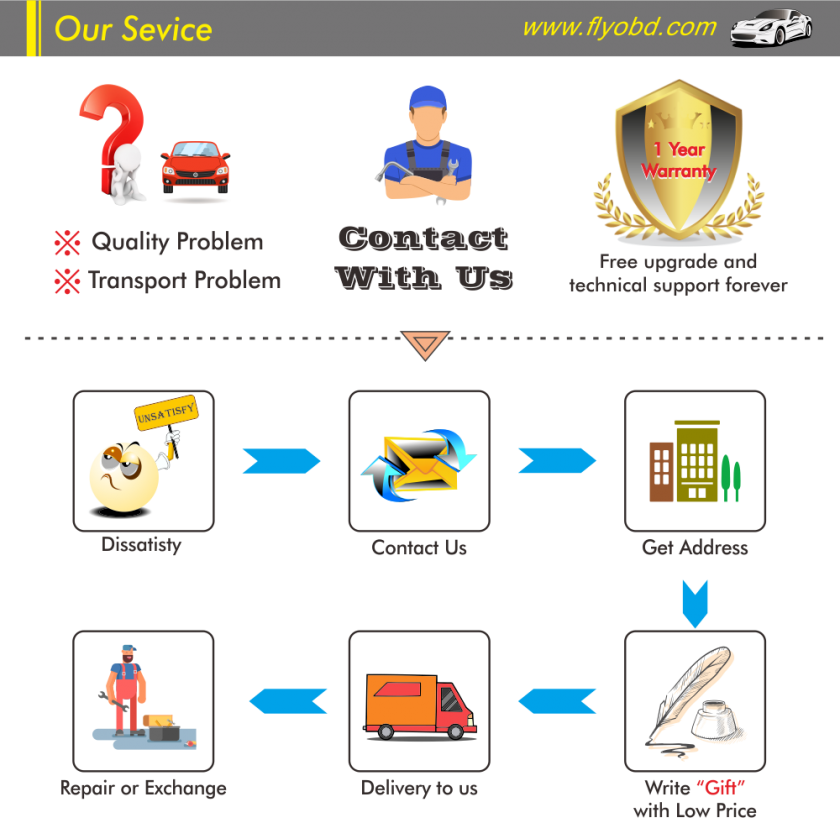 Our Sevice
www.flyobd.com
1 Year
Warranty
※ Quality Problem
※ Transport Problem
Contact
With Us
Free upgrade and
technical support forever
UNSATISFY
Dissatisty
Contact Us
Get Address
Repair or Exchange
Delivery to us
Write “Gift”
with Low Price